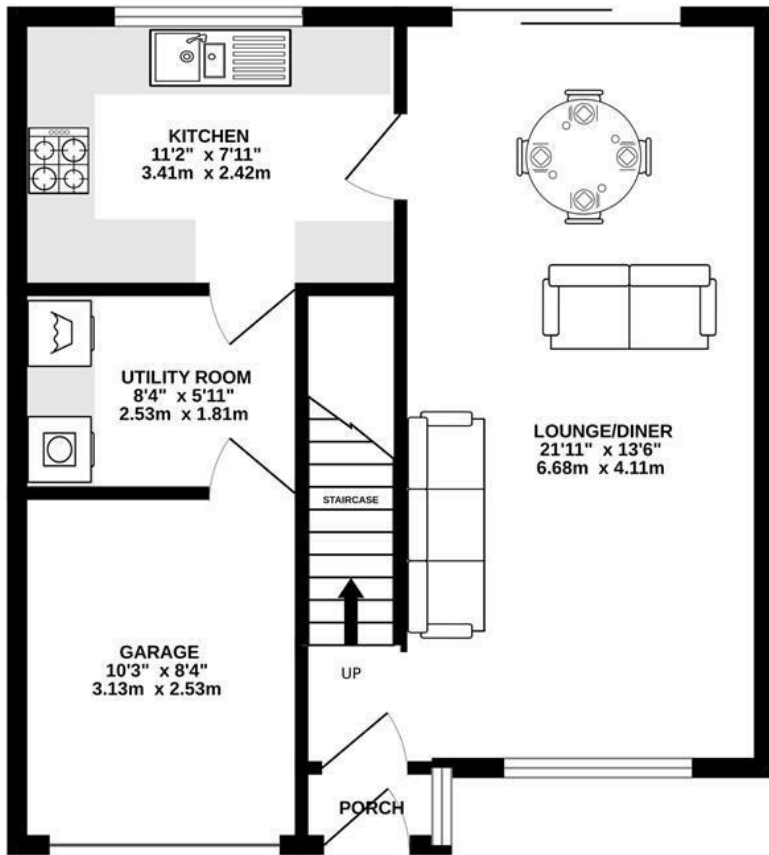 KITCHEN
11'2" x 7'11"
3.41m x 2.42m
UTILITY ROOM
8'4" x 5'11"
2.53m x 1.81m
LOUNGE/DINER
21'11" x 13'6"
6.68m x 4.11m
STAIRCASE
GARAGE
10'3" x 8'4"
3.13m x 2.53m
UP
PORCH